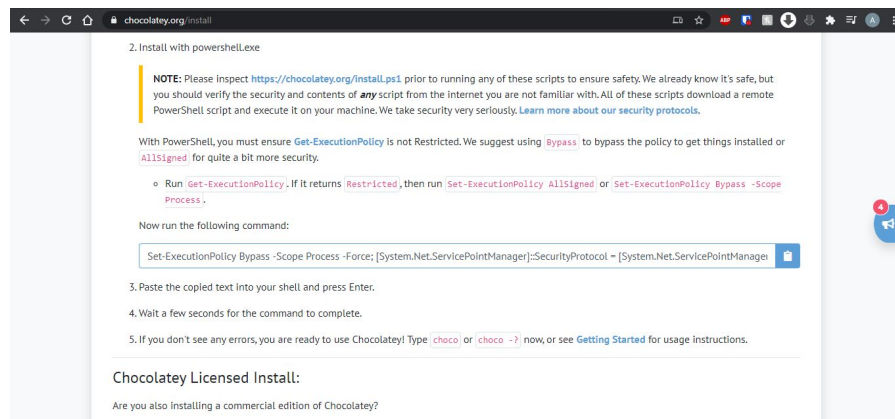 chocolatey.org/install
ABP
A
2. Install with powershell.exe
NOTE: Please inspect https://chocolatey.org/install.ps1 prior to running any of these scripts to ensure safety. We already know it's safe, but
you should verify the security and contents of any script from the internet you are not familiar with. All of these scripts download a remote
PowerShell script and execute it on your machine. We take security very seriously. Learn more about our security protocols.
With PowerShell, you must ensure Get-ExecutionPolicy is not Restricted. We suggest using Bypass to bypass the policy to get things installed or
AllSigned for quite a bit more security.
Run Get-ExecutionPolicy. If it returns Restricted, then run Set-ExecutionPolicy AllSigned or Set-ExecutionPolicy Bypass -Scope
Process.
4
Now run the following command:
Set-ExecutionPolicy Bypass -Scope Process -Force; [System.Net.ServicePointManager]::SecurityProtocol = [System.Net.ServicePointManager
3. Paste the copied text into your shell and press Enter.
4. Wait a few seconds for the command to complete.
5. If you don't see any errors, you are ready to use Chocolatey! Type choco or choco -? now, or see Getting Started for usage instructions.
Chocolatey Licensed Install:
Are you also installing a commercial edition of Chocolatey?